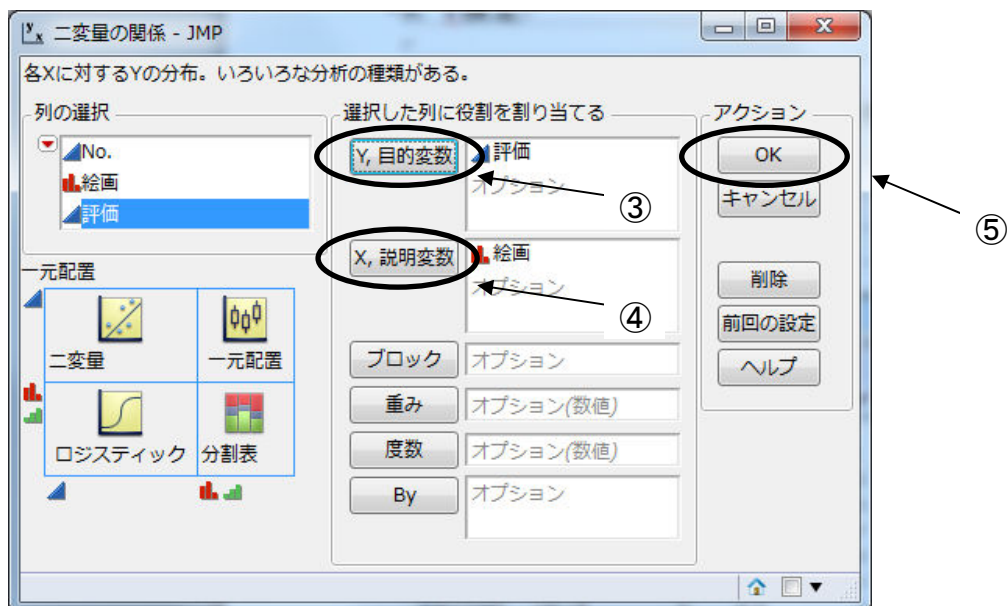 二変量の関係 - JMP
各Xに対するYの分布。いろいろな分析の種類がある。
列の選択
No.
絵画
評価
一元配置
二変量
一元配置
ロジスティック
分割表
選択した列に役割を割り当てる
Y, 目的変数
評価
オプション
③
X, 説明変数
絵画
オプション
④
ブロック
オプション
重み
オプション(数値)
度数
オプション(数値)
By
オプション
アクション
OK
キャンセル
⑤
削除
前回の設定
ヘルプ